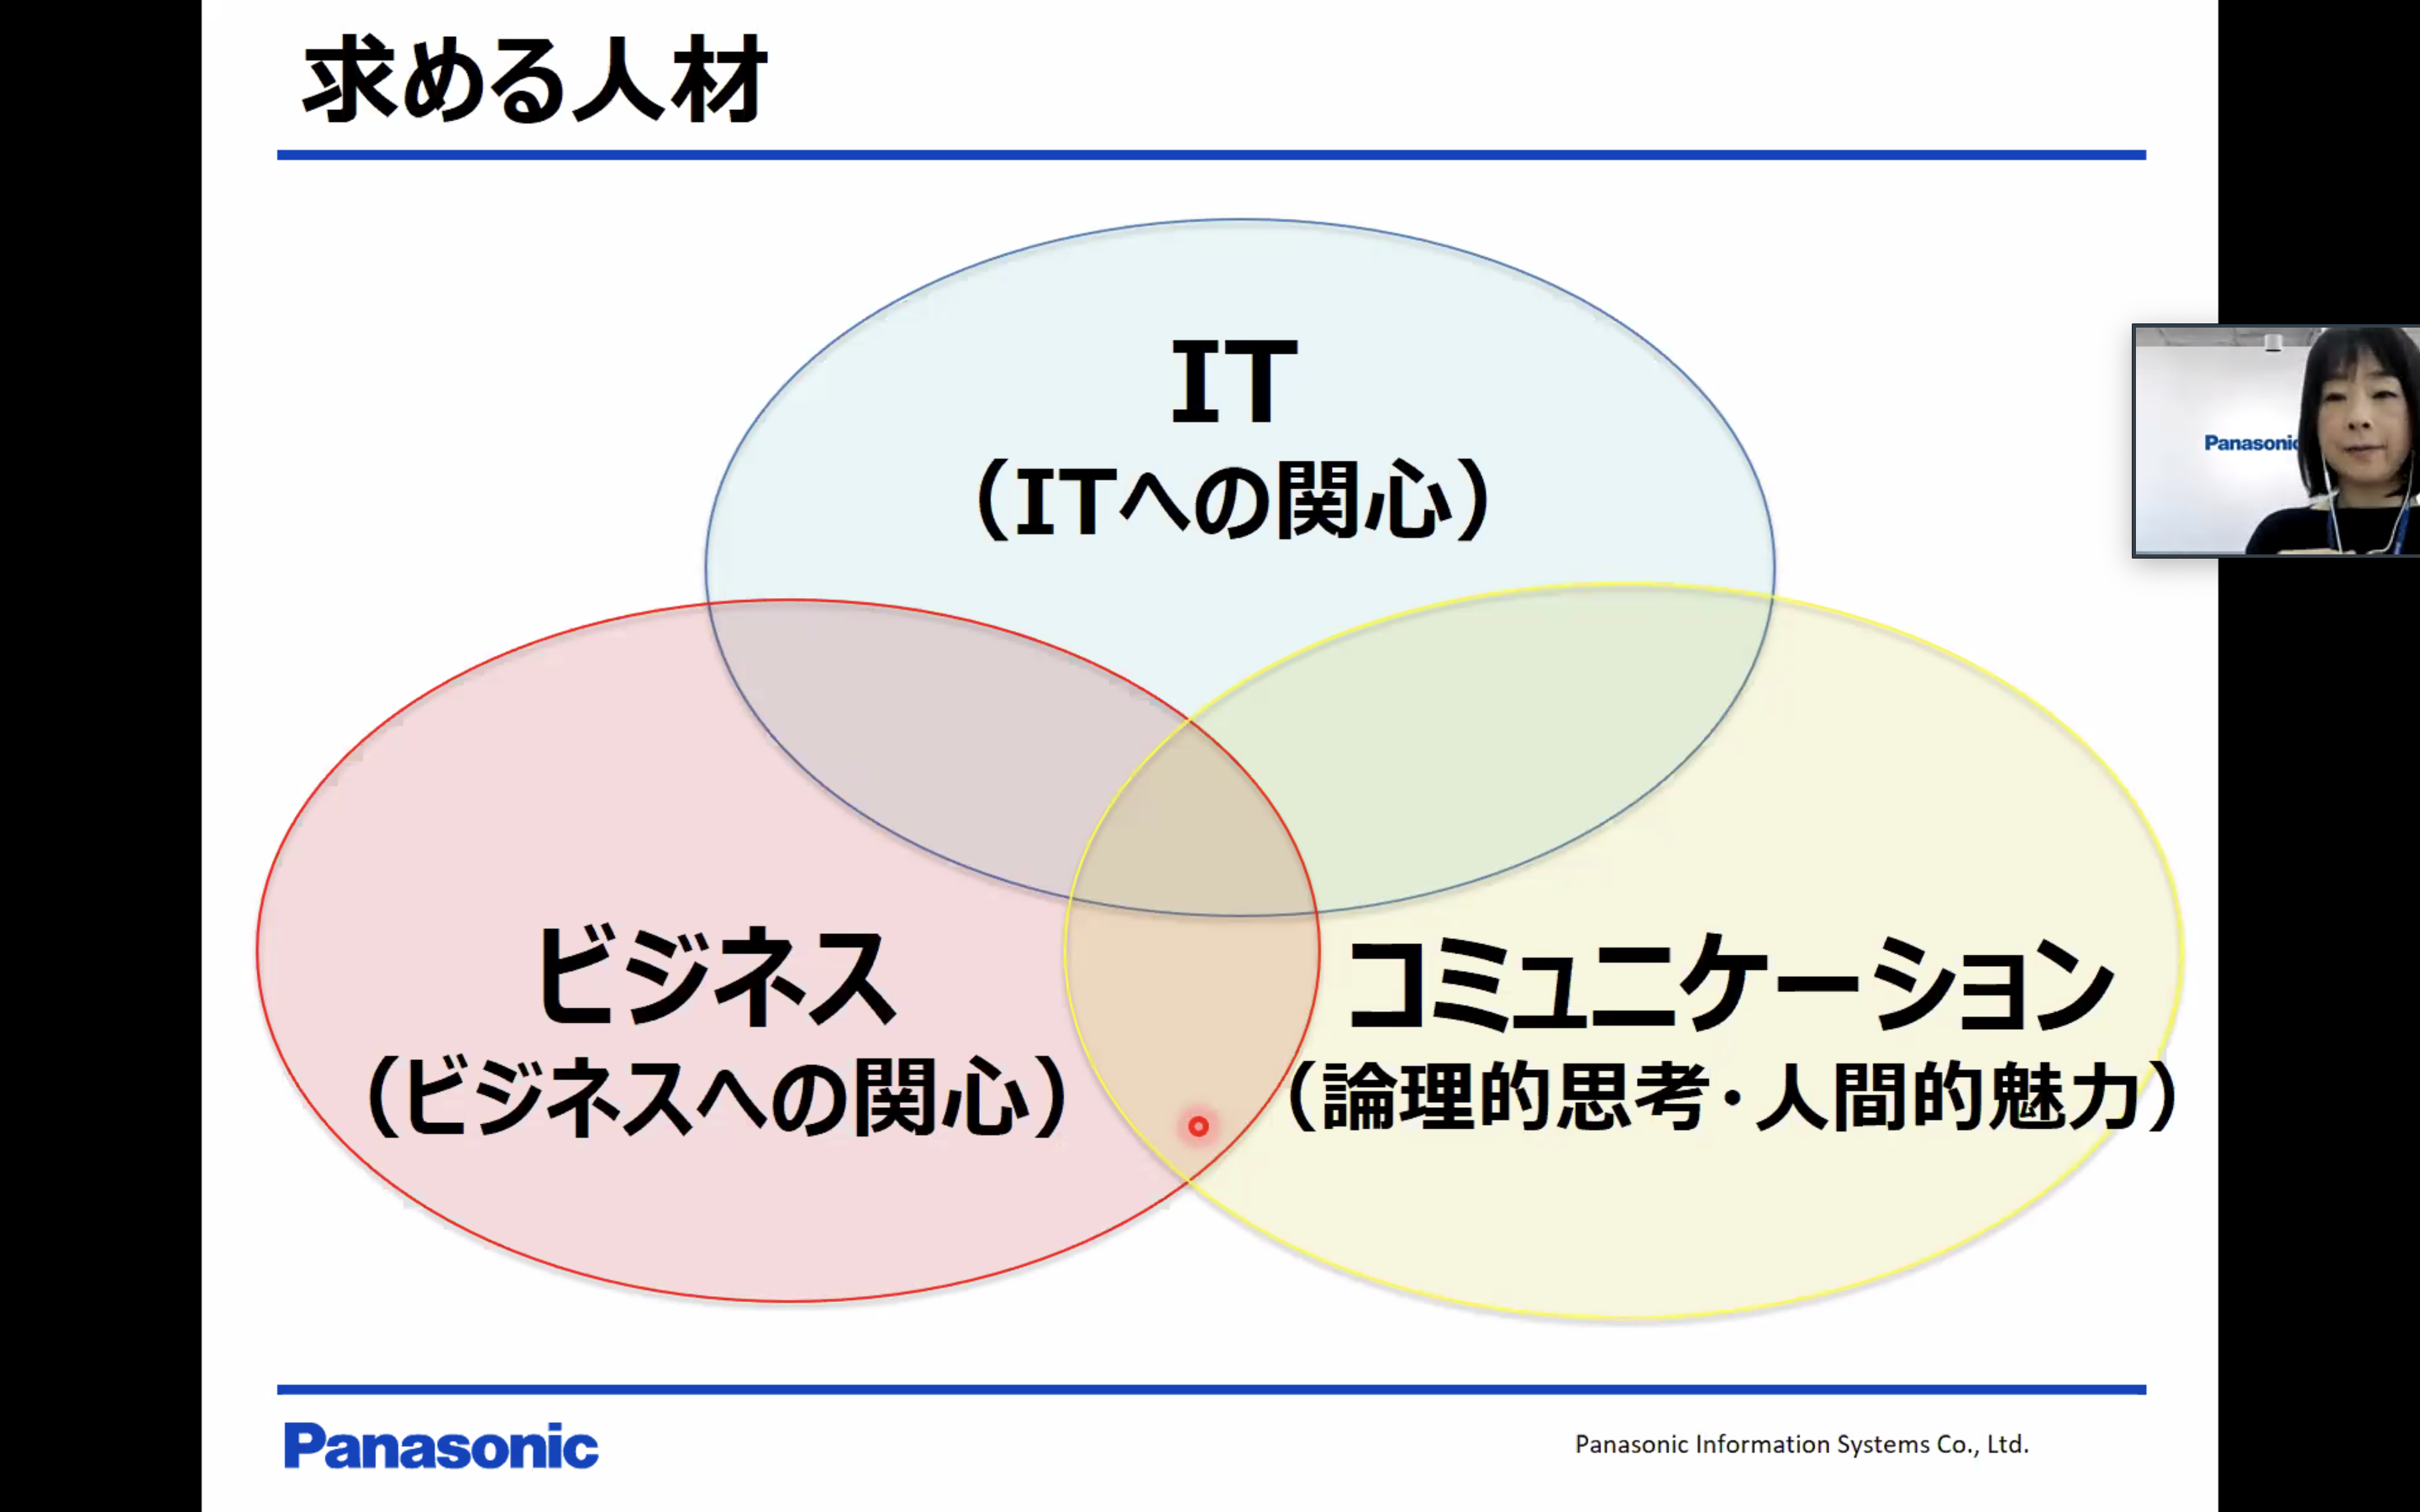 求める人材
IT
（ITへの関心）
Panasonic
ビジネス
（ビジネスへの関心）
コミュニケーション
（論理的思考・人間的魅力）
Panasonic
Panasonic Information Systems Co., Ltd.